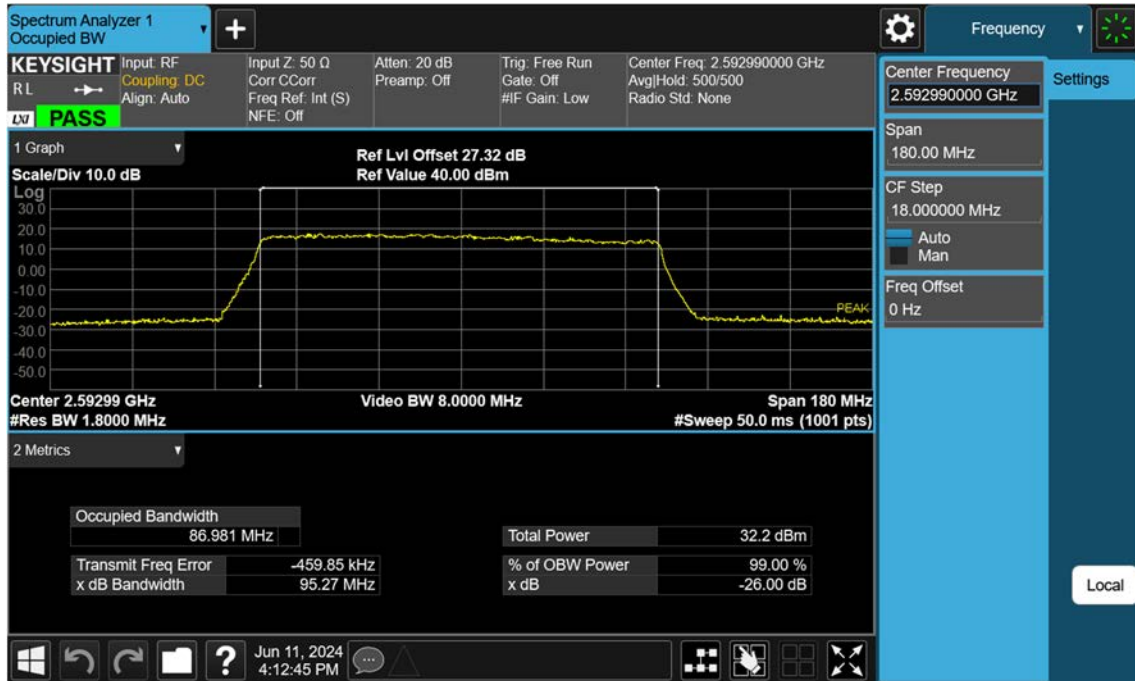 Spectrum Analyzer 1
Occupied BW
+
Frequency
KEYSIGHT
RL
LXI PASS
Input: RF
Coupling: DC
Align: Auto
Input Z: 50 Ω
Corr CCorr
Freq Ref: Int (S)
NFE: Off
Atten: 20 dB
Preamp: Off
Trig: Free Run
Gate: Off
#IF Gain: Low
Center Freq: 2.592990000 GHz
Avg|Hold: 500/500
Radio Std: None
Center Frequency
2.592990000 GHz
Settings
Span
180.00 MHz
CF Step
18.000000 MHz
Auto
Man
Freq Offset
0 Hz
Local
1 Graph
Scale/Div 10.0 dB
Ref Lvl Offset 27.32 dB
Ref Value 40.00 dBm
Log
30.0
20.0
10.0
0.00
-10.0
-20.0
-30.0
-40.0
-50.0
PEAK
Center 2.59299 GHz
#Res BW 1.8000 MHz
Video BW 8.0000 MHz
Span 180 MHz
#Sweep 50.0 ms (1001 pts)
2 Metrics
Occupied Bandwidth
86.981 MHz
Total Power 32.2 dBm
Transmit Freq Error -459.85 kHz
% of OBW Power 99.00 %
x dB Bandwidth 95.27 MHz
x dB -26.00 dB
?
Jun 11, 2024
4:12:45 PM